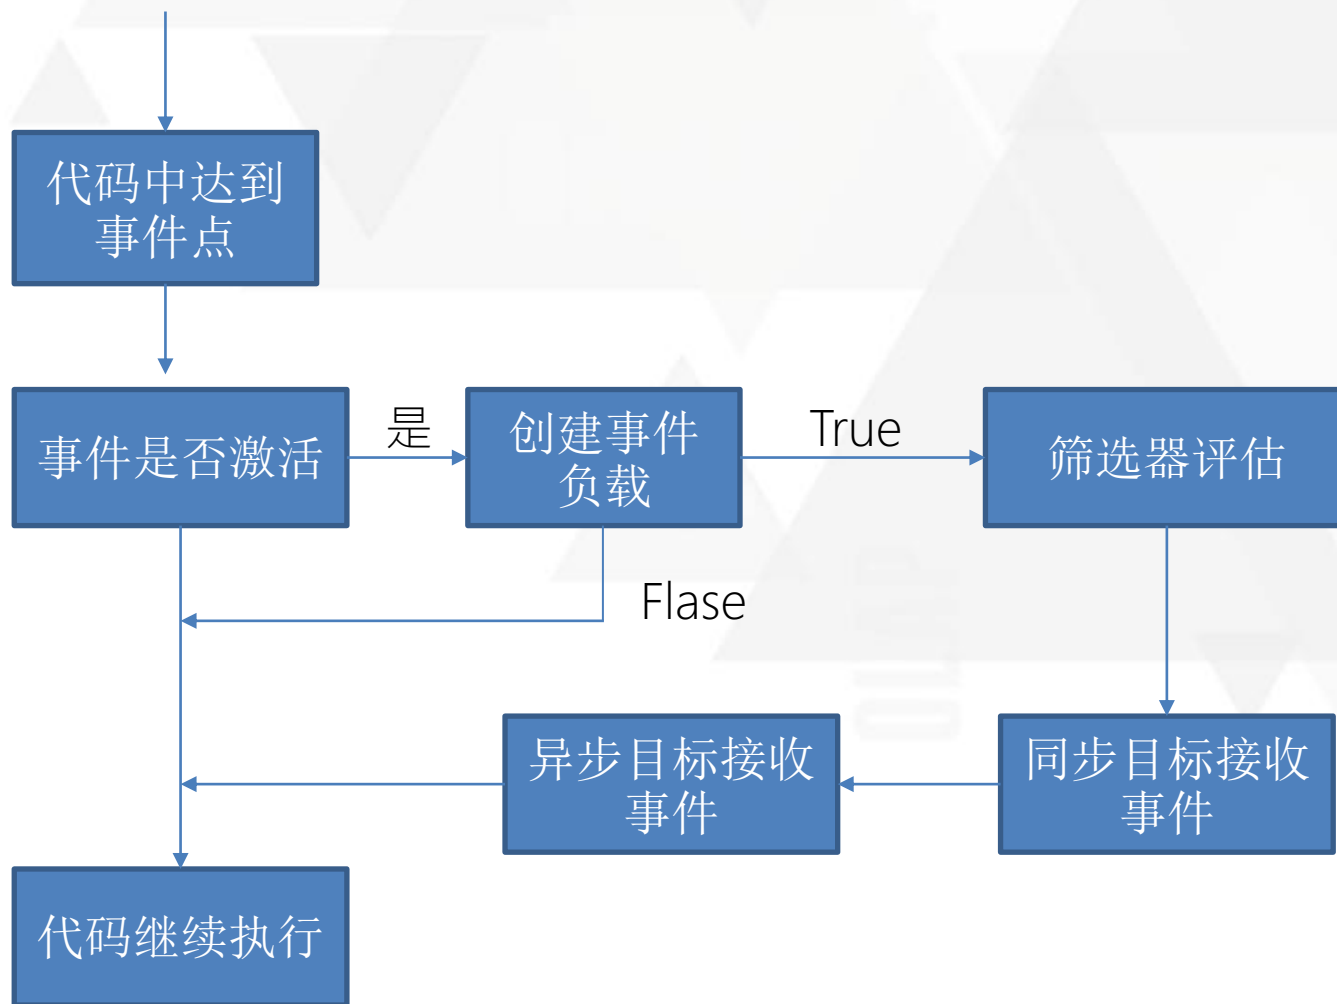 代码中达到
事件点
事件是否激活
是
创建事件
负载
True
筛选器评估
Flase
OLAP
异步目标接收
事件
同步目标接收
事件
代码继续执行